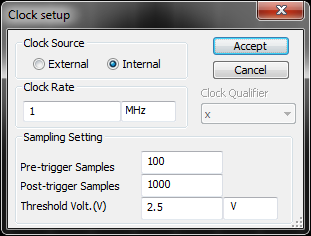 Clock setup
Clock Source
External
Internal
Accept
Cancel
Clock Rate
1
MHz
Clock Qualifier
x
Sampling Setting
Pre-trigger Samples
100
Post-trigger Samples
1000
Threshold Volt.(V)
2.5
V